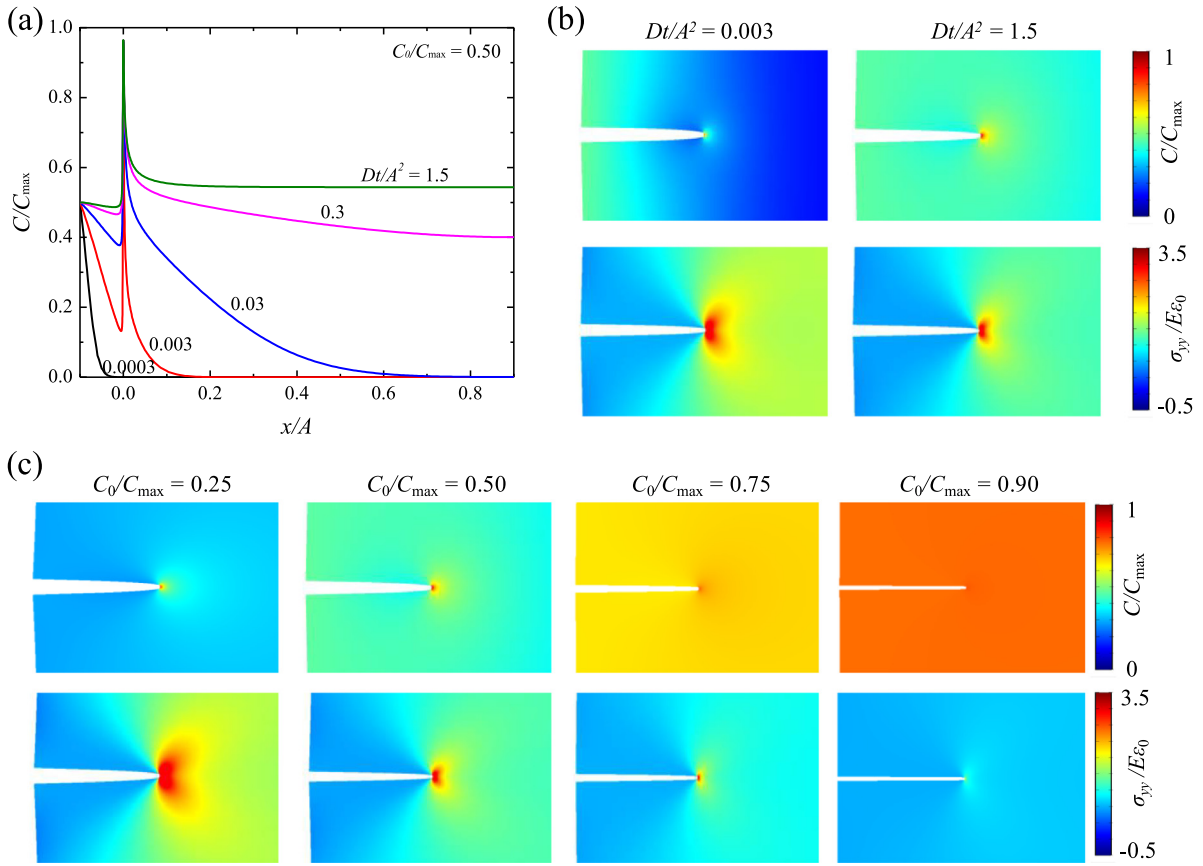 (a)
C/Cmax
1.0
0.8
0.6
0.4
0.2
0.0
C0/Cmax = 0.50
Dt/A² = 1.5
0.3
0.03
0.003
0.0003
0.0 0.2 0.4 0.6 0.8
x/A
(b)
Dt/A² = 0.003 Dt/A² = 1.5
1
C/Cmax
0
3.5
σyy/Eε0
-0.5
(c)
C0/Cmax = 0.25 C0/Cmax = 0.50 C0/Cmax = 0.75 C0/Cmax = 0.90
1
C/Cmax
0
3.5
σyy/Eε0
-0.5